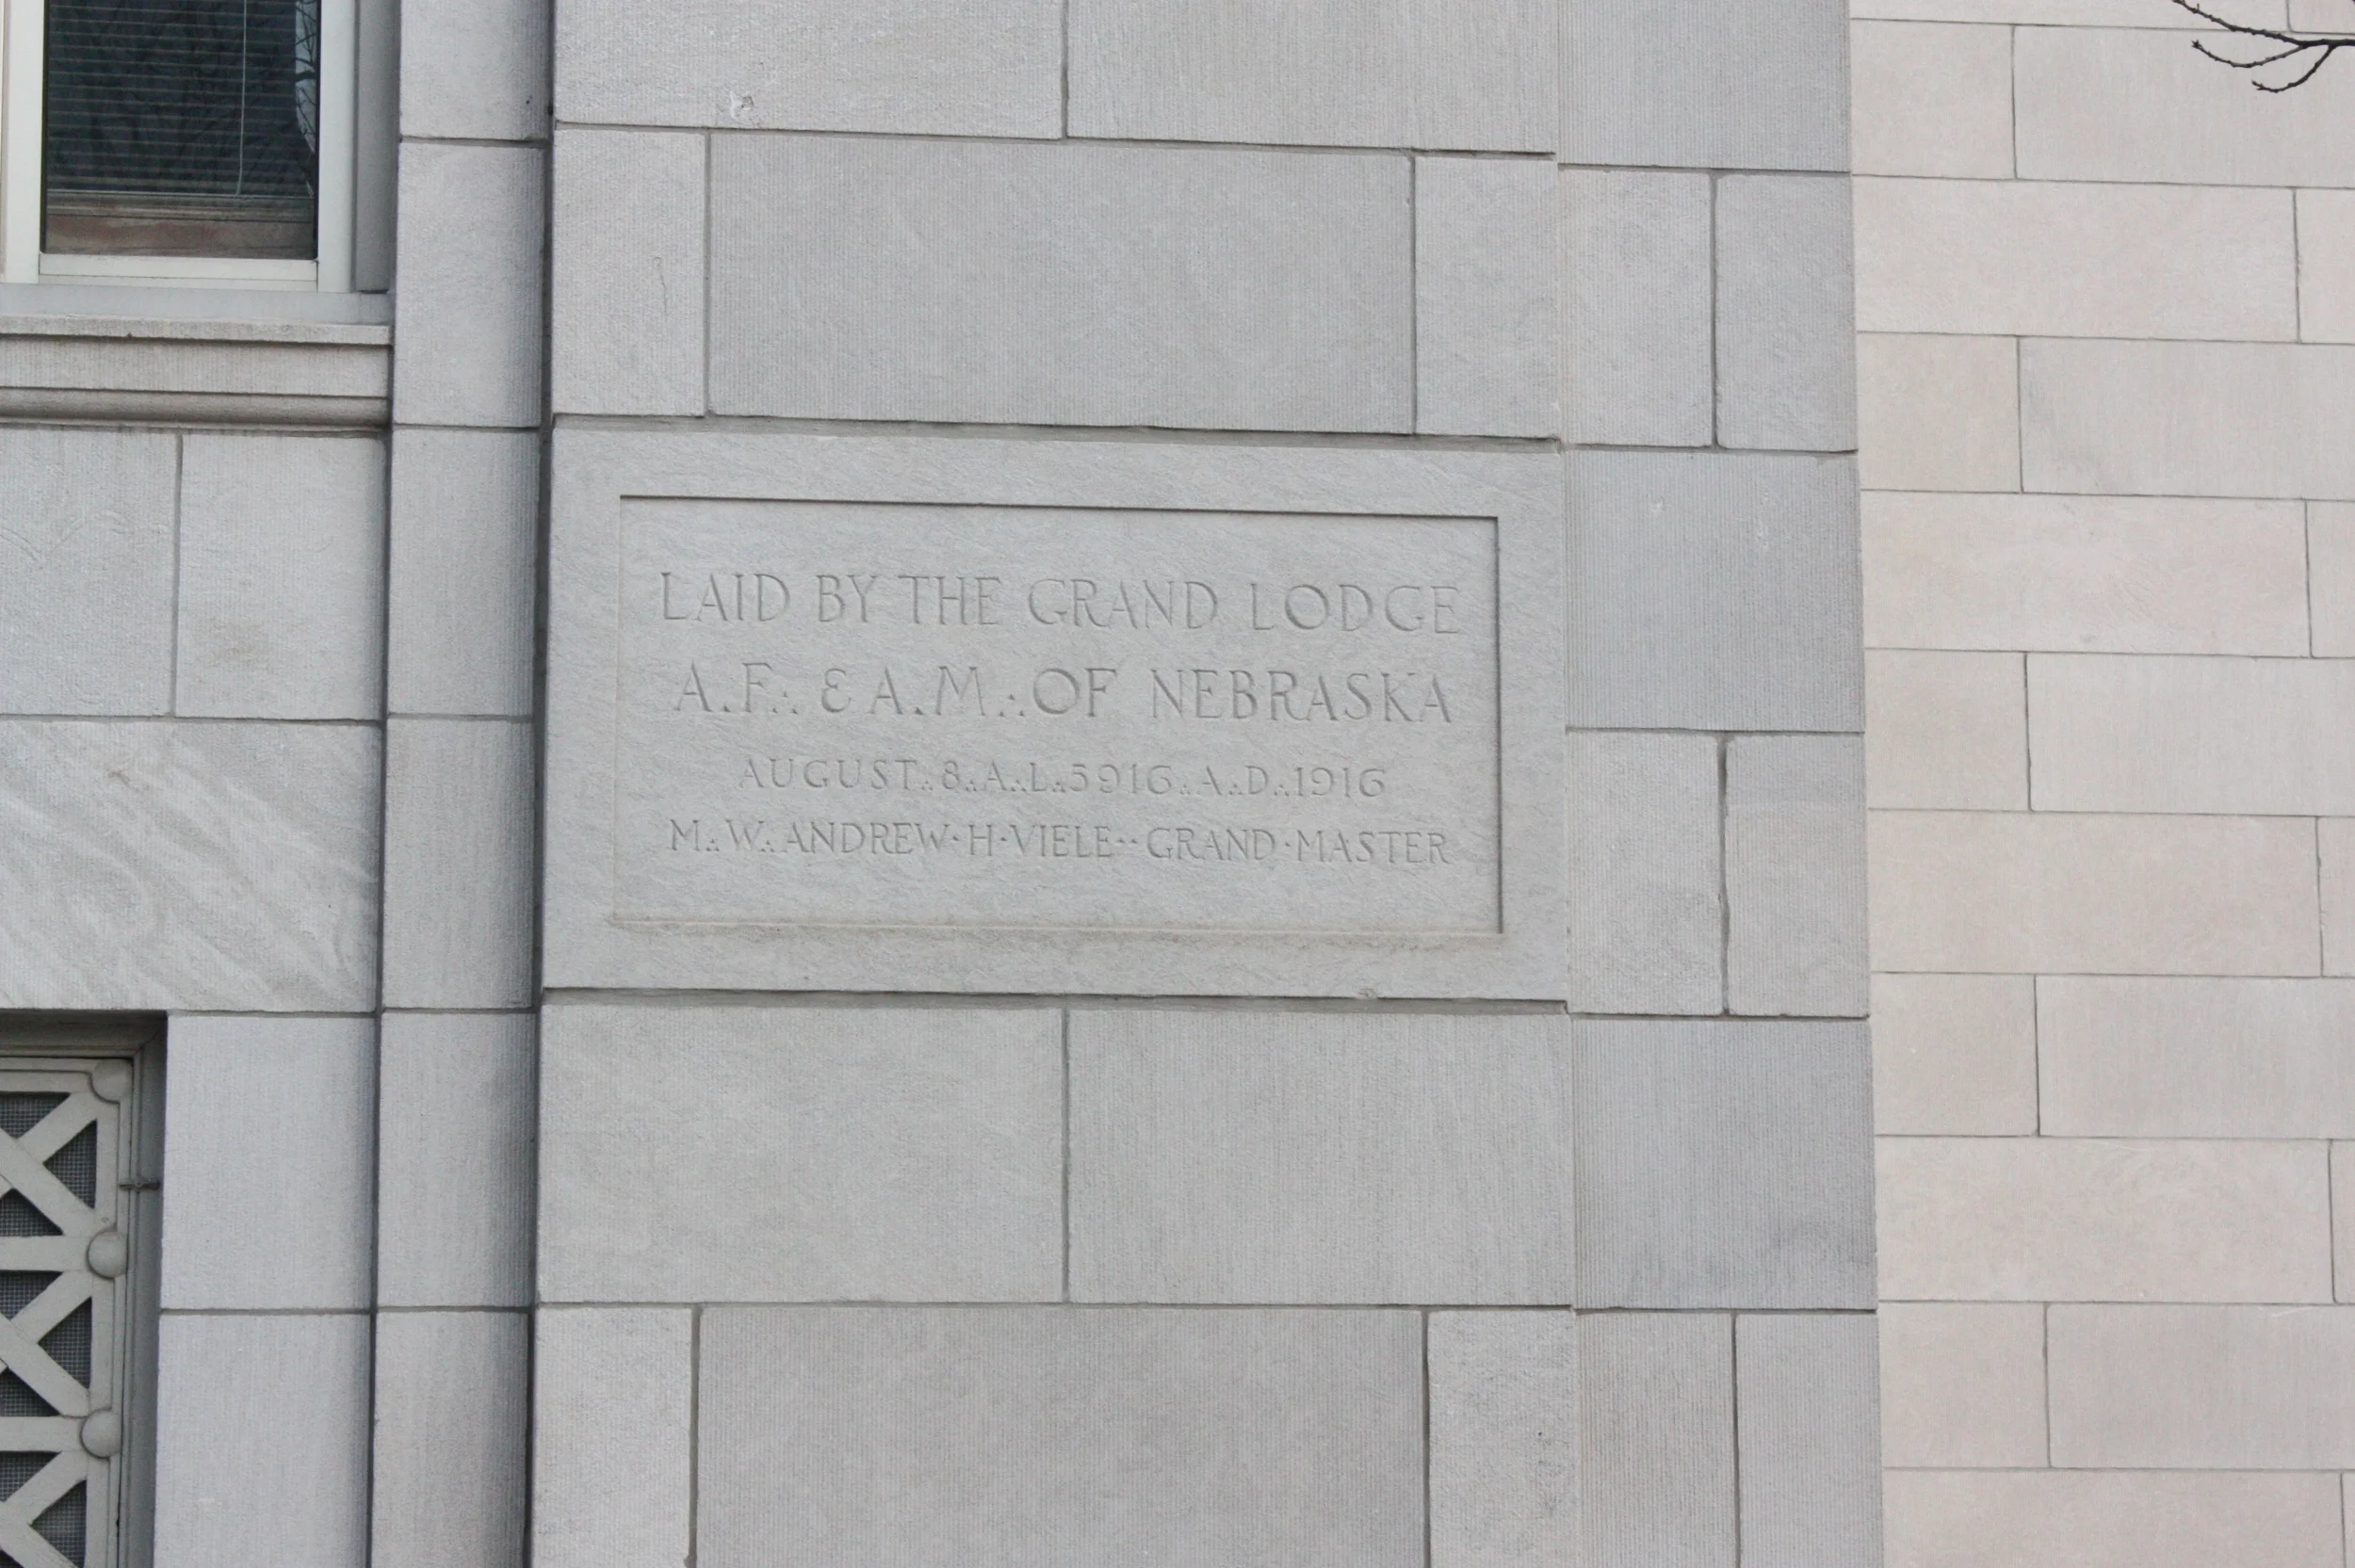 LAID BY THE GRAND LODGE
A.F.∴ & A.M.∴ OF NEBRASKA
AUGUST∴8∴A∴L∴5916∴A∴D∴1916
M∴W∴ANDREW·H·VIELE··GRAND·MASTER